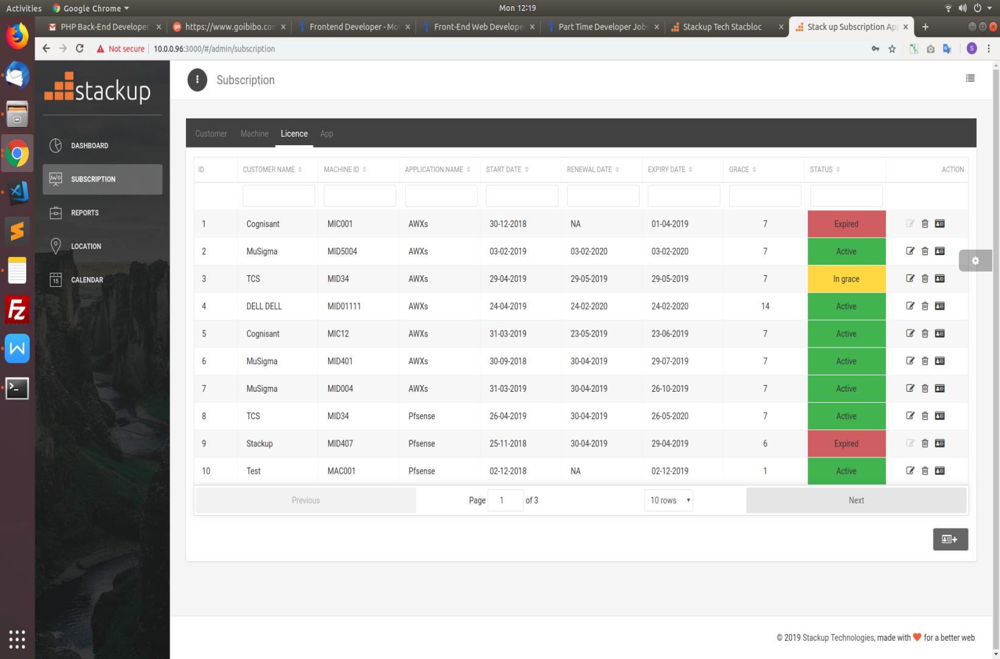 Activities Google Chrome Mon 12:19
PHP Back-End Developer https://www.goibibo.con Frontend Developer - Mo Front-End Web Develope Part Time Developer Jobs Stackup Tech Stacbloc Stack up Subscription App
Not secure 10.0.0.96:3000/#/admin/subscription S
stackup
Subscription
DASHBOARD
SUBSCRIPTION
REPORTS
LOCATION
15 CALENDAR
Customer Machine Licence App
ID CUSTOMER NAME MACHINE ID APPLICATION NAME START DATE RENEWAL DATE EXPIRY DATE GRACE STATUS ACTION
1 Cognisant MIC001 AWXs 30-12-2018 NA 01-04-2019 7 Expired
2 MuSigma MID5004 AWXs 03-02-2019 03-02-2020 03-02-2020 7 Active
3 TCS MID34 AWXs 29-04-2019 29-05-2019 29-05-2019 7 In grace
4 DELL DELL MID01111 AWXs 24-04-2019 24-02-2020 24-02-2020 14 Active
5 Cognisant MIC12 AWXs 31-03-2019 23-05-2019 23-06-2019 7 Active
6 MuSigma MID401 AWXs 30-09-2018 30-04-2019 29-07-2019 7 Active
7 MuSigma MID004 AWXs 31-03-2019 30-04-2019 26-10-2019 7 Active
8 TCS MID34 Pfsense 26-04-2019 30-04-2019 26-05-2020 7 Active
9 Stackup MID407 Pfsense 25-11-2018 30-04-2019 29-04-2019 6 Expired
10 Test MAC001 Pfsense 02-12-2018 NA 02-12-2019 1 Active
Previous Page 1 of 3 10 rows Next
© 2019 Stackup Technologies, made with ❤ for a better web